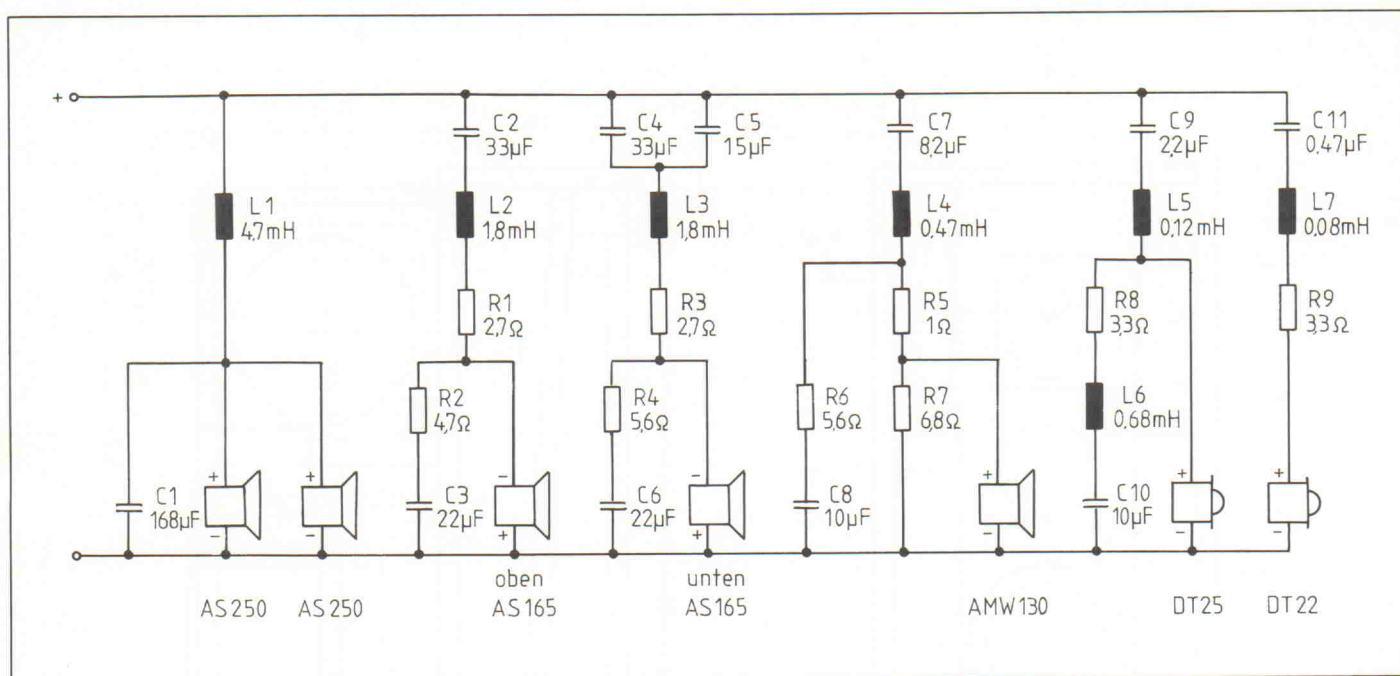 +
C2
33µF
C4
33µF
C5
15µF
C7
8,2µF
C9
2,2µF
C11
0,47µF
L1
4,7mH
L2
1,8mH
L3
1,8mH
L4
0,47mH
L5
0,12mH
L7
0,08mH
R1
2,7Ω
R3
2,7Ω
R5
1Ω
R8
3,3Ω
R9
3,3Ω
R2
4,7Ω
R4
5,6Ω
R6
5,6Ω
R7
6,8Ω
L6
0,68mH
C1
168µF
+
-
+
-
C3
22µF
-
+
C6
22µF
-
+
C8
10µF
+
-
C10
10µF
+
-
+
-
oben
unten
AS250 AS250 AS165 AS165 AMW130 DT25 DT22